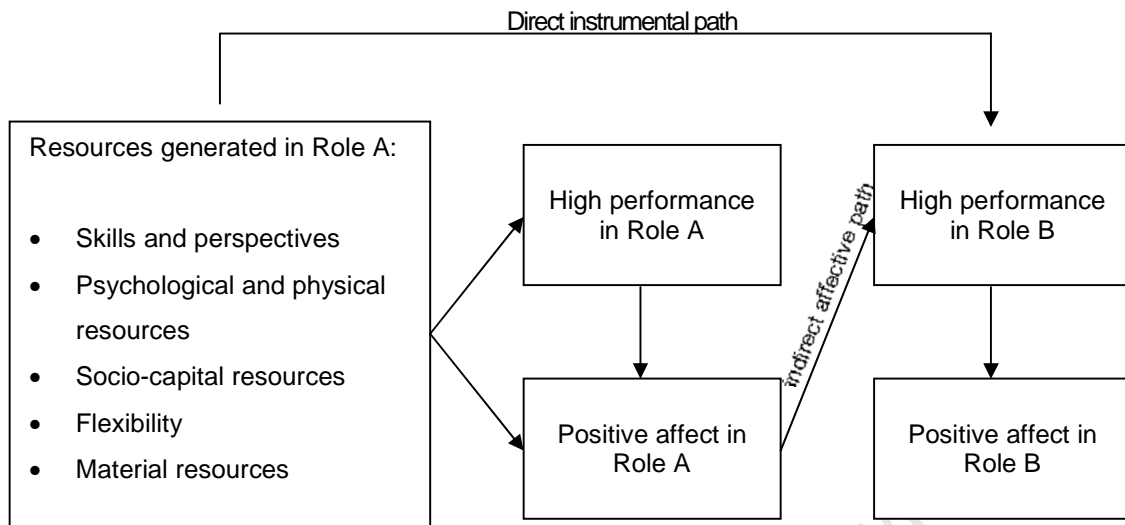 Direct instrumental path
Resources generated in Role A:
• Skills and perspectives
• Psychological and physical
resources
• Socio-capital resources
• Flexibility
• Material resources
High performance
in Role A
Positive affect in
Role A
indirect affective path
High performance
in Role B
Positive affect in
Role B